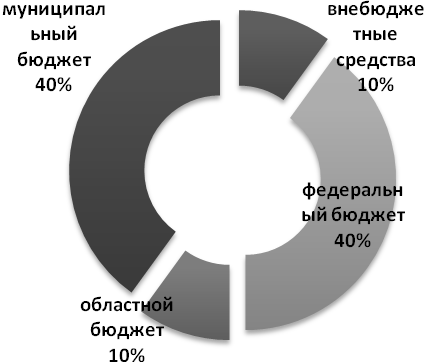 муниципал
ьный
бюджет
40%
внебюдже
тные
средства
10%
федеральн
ый бюджет
40%
областной
бюджет
10%